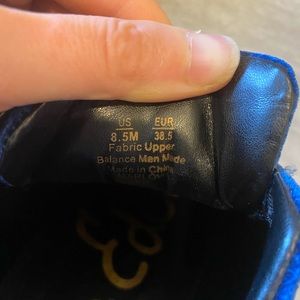 US EUR
8.5M 38.5
Fabric Upper
Balance Man Made
Made in China